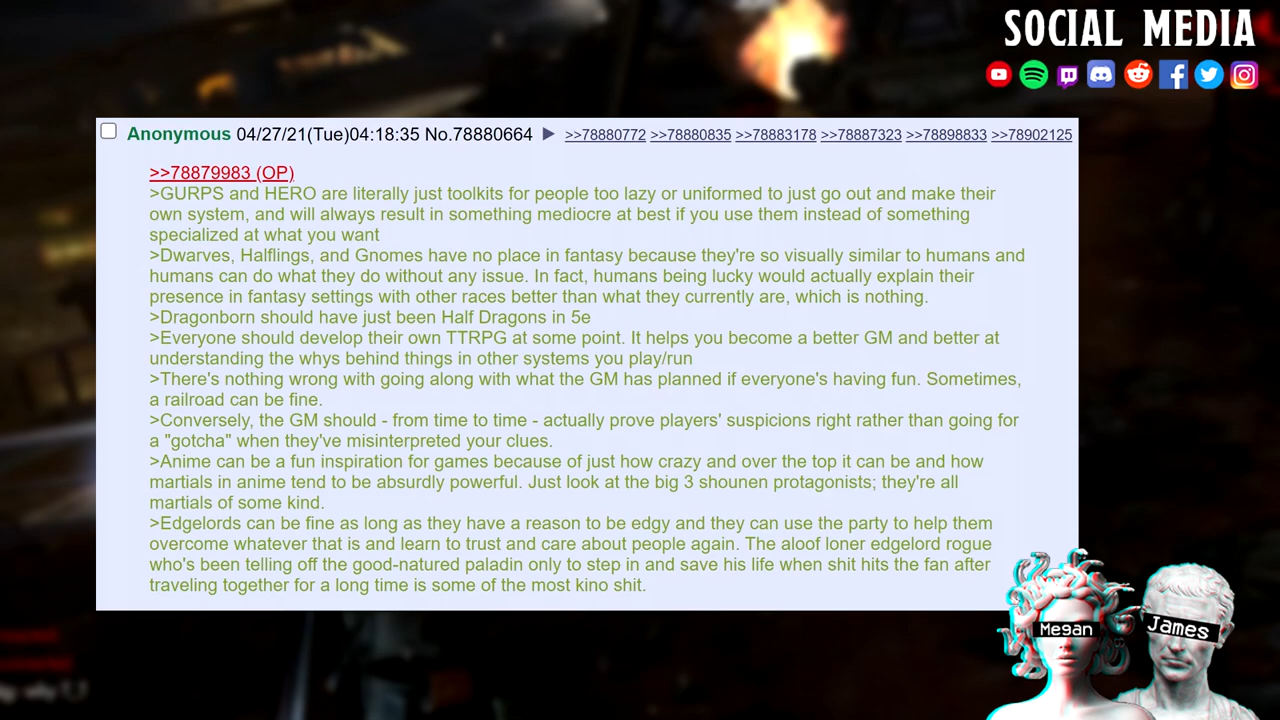 SOCIAL MEDIA
Anonymous 04/27/21(Tue)04:18:35 No.78880664 ▶ >>78880772 >>78880835 >>78883178 >>78887323 >>78898833 >>78902125
>>78879983 (OP)
>GURPS and HERO are literally just toolkits for people too lazy or uniformed to just go out and make their
own system, and will always result in something mediocre at best if you use them instead of something
specialized at what you want
>Dwarves, Halflings, and Gnomes have no place in fantasy because they're so visually similar to humans and
humans can do what they do without any issue. In fact, humans being lucky would actually explain their
presence in fantasy settings with other races better than what they currently are, which is nothing.
>Dragonborn should have just been Half Dragons in 5e
>Everyone should develop their own TTRPG at some point. It helps you become a better GM and better at
understanding the whys behind things in other systems you play/run
>There's nothing wrong with going along with what the GM has planned if everyone's having fun. Sometimes,
a railroad can be fine.
>Conversely, the GM should - from time to time - actually prove players' suspicions right rather than going for
a "gotcha" when they've misinterpreted your clues.
>Anime can be a fun inspiration for games because of just how crazy and over the top it can be and how
martials in anime tend to be absurdly powerful. Just look at the big 3 shounen protagonists; they're all
martials of some kind.
>Edgelords can be fine as long as they have a reason to be edgy and they can use the party to help them
overcome whatever that is and learn to trust and care about people again. The aloof loner edgelord rogue
who's been telling off the good-natured paladin only to step in and save his life when shit hits the fan after
traveling together for a long time is some of the most kino shit.
Megan
James